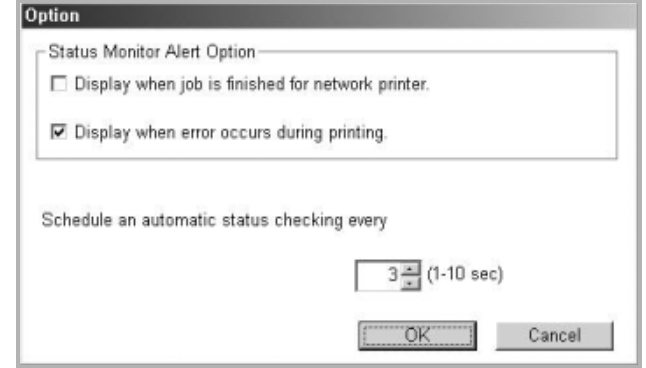 Option
Status Monitor Alert Option
Display when job is finished for network printer.
Display when error occurs during printing.
Schedule an automatic status checking every
3 (1-10 sec)
OK Cancel